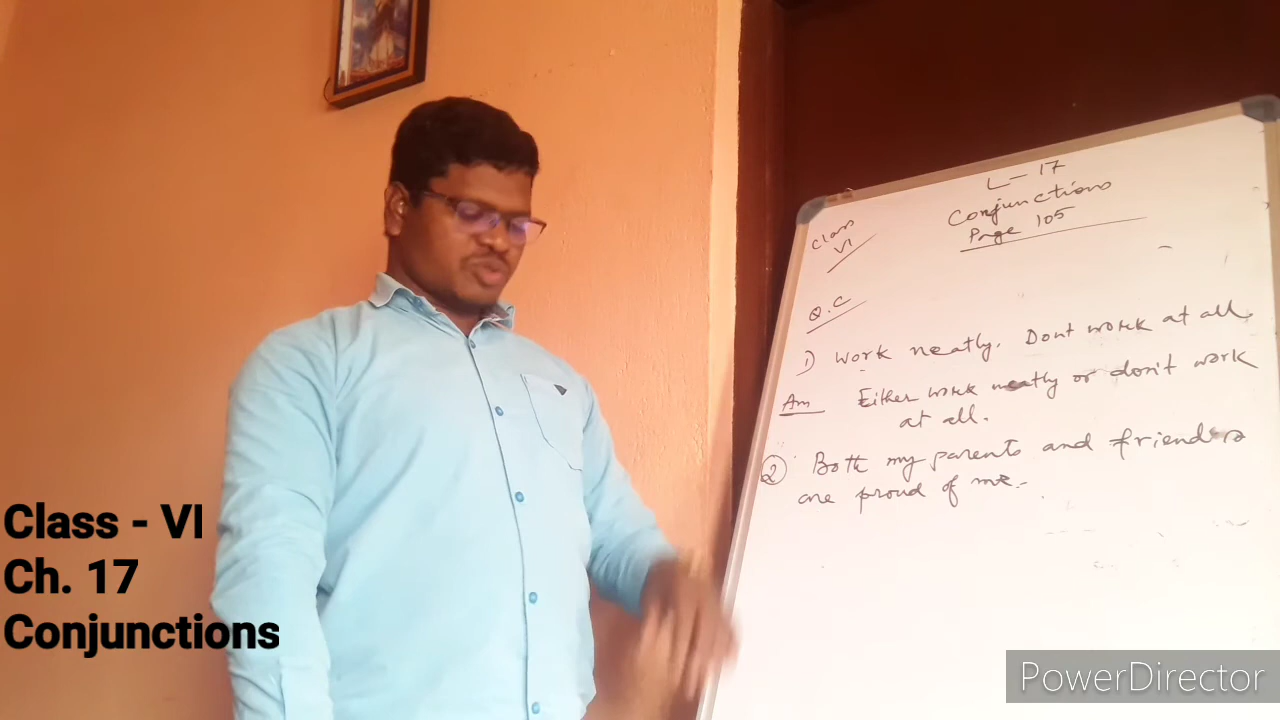 L - 17
Conjunctions
Page 105
Class
VI
Q.C
1) Work neatly. Dont work at all.
Ans Either work neatly or don't work
at all.
2 Both my parents and friends
are proud of me.
Class - VI
Ch. 17
Conjunctions
PowerDirector